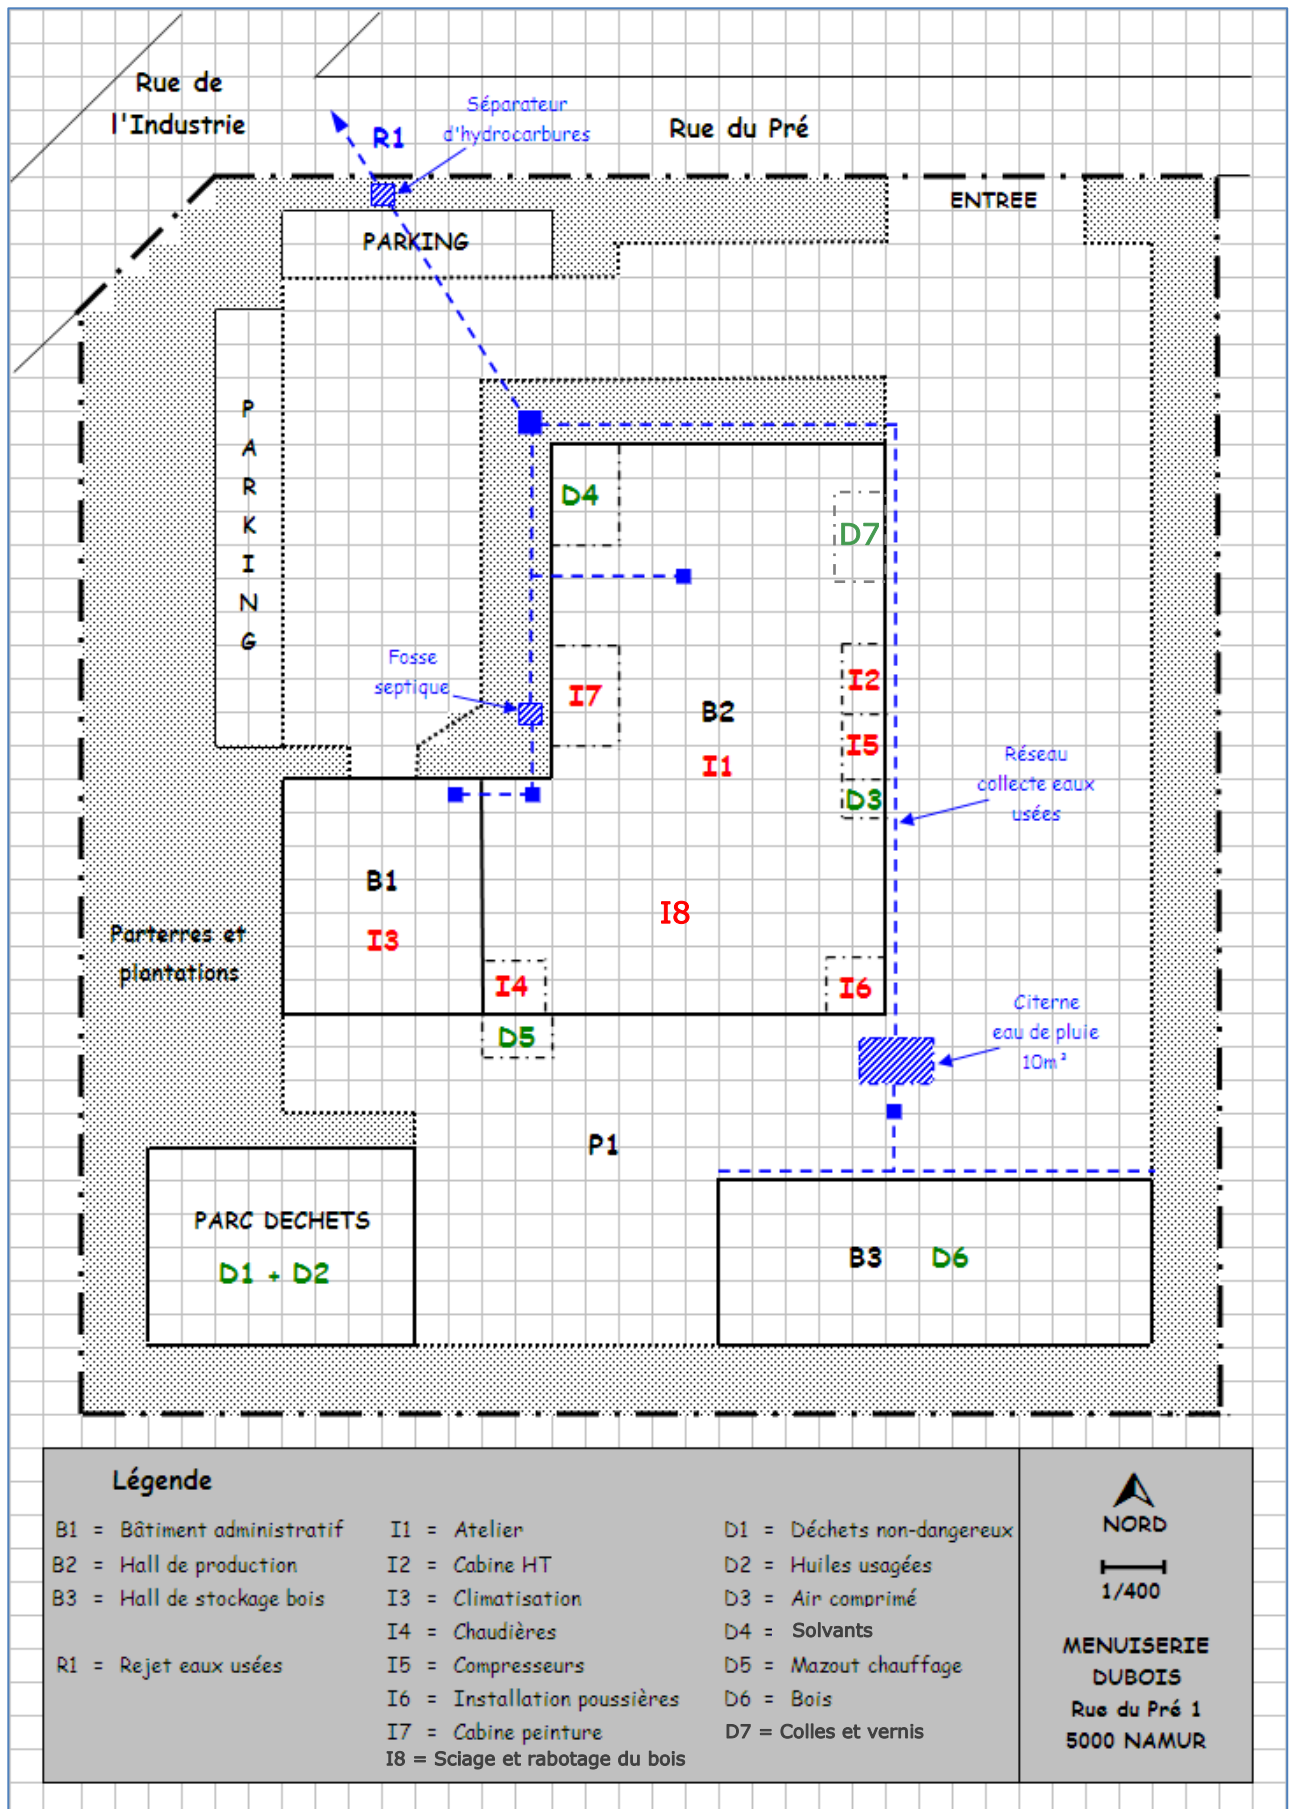 Rue de
l'Industrie
Séparateur
d'hydrocarbures
R1
Rue du Pré
ENTREE
PARKING
P
A
R
K
I
N
G
D4
D7
Fosse
septique
I7
B2
I1
I2
I5
D3
Réseau
collecte eaux
usées
B1
I3
I8
Parterres et
plantations
I4
I6
D5
Citerne
eau de pluie
10m³
P1
PARC DECHETS
D1 + D2
B3 D6
Légende
B1 = Bâtiment administratif
B2 = Hall de production
B3 = Hall de stockage bois
R1 = Rejet eaux usées
I1 = Atelier
I2 = Cabine HT
I3 = Climatisation
I4 = Chaudières
I5 = Compresseurs
I6 = Installation poussières
I7 = Cabine peinture
I8 = Sciage et rabotage du bois
D1 = Déchets non-dangereux
D2 = Huiles usagées
D3 = Air comprimé
D4 = Solvants
D5 = Mazout chauffage
D6 = Bois
D7 = Colles et vernis
NORD
1/400
MENUISERIE
DUBOIS
Rue du Pré 1
5000 NAMUR